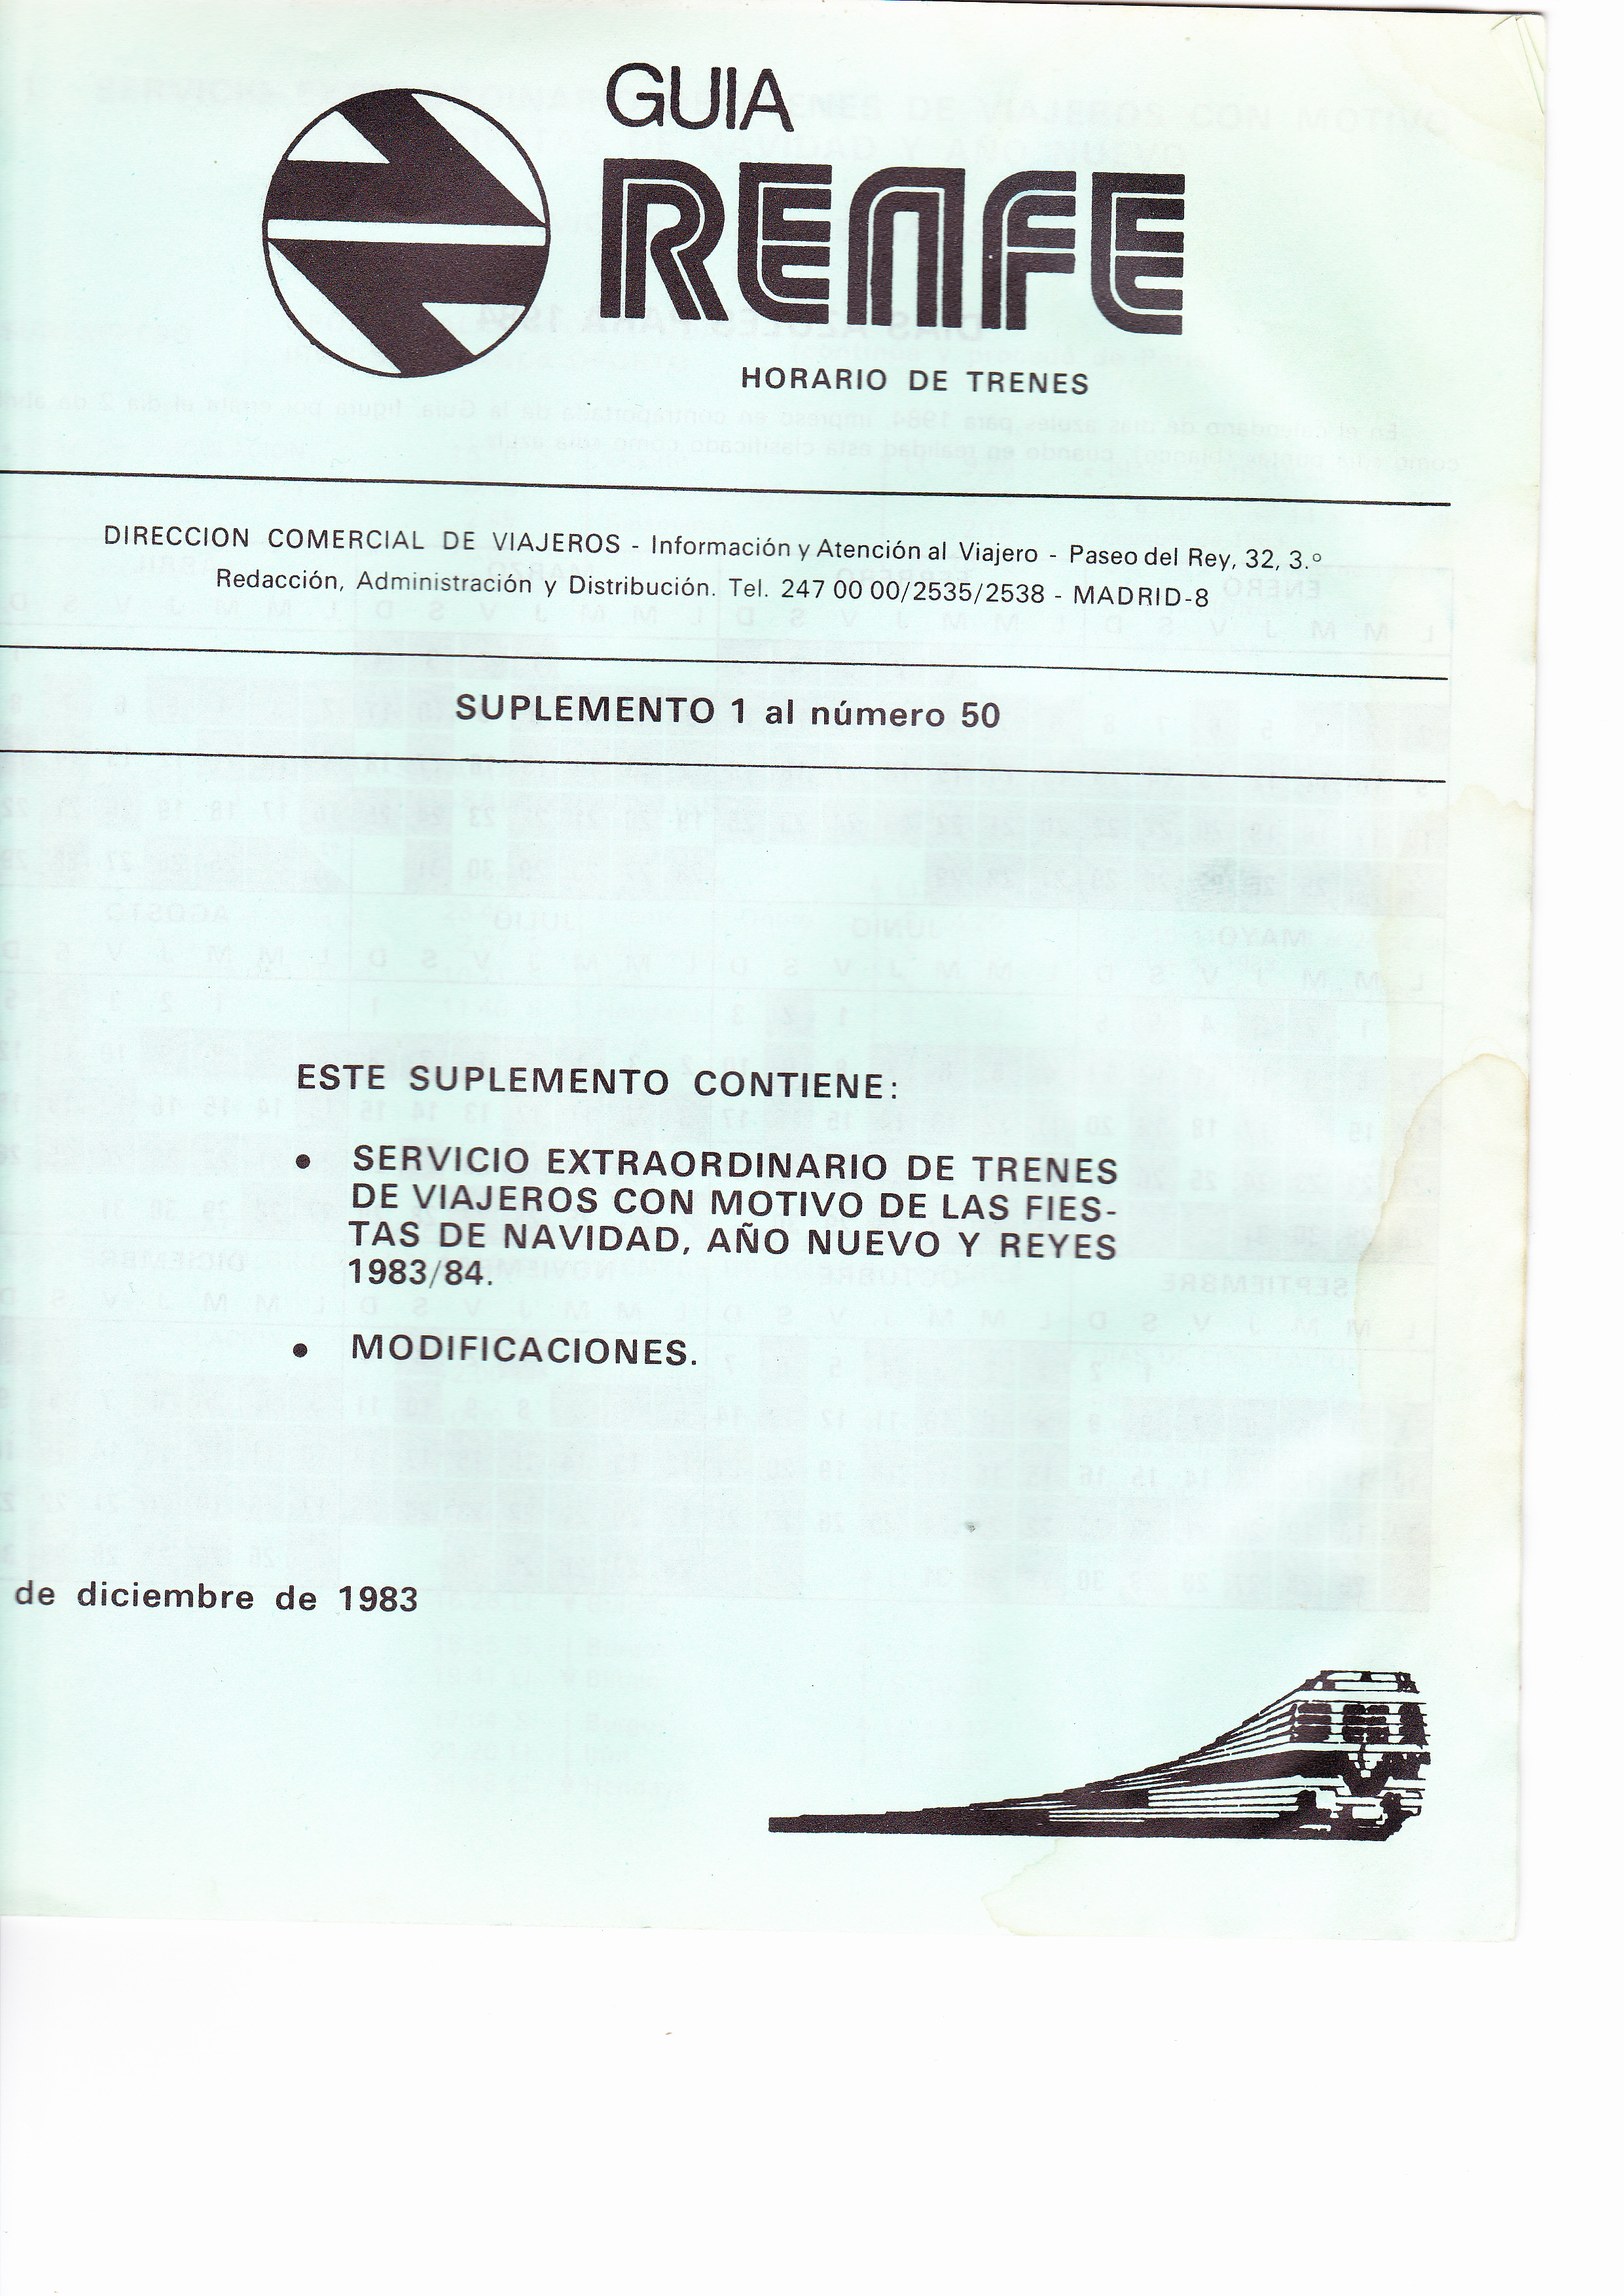 GUIA
RENFE
HORARIO DE TRENES
DIRECCION COMERCIAL DE VIAJEROS - Información y Atención al Viajero - Paseo del Rey, 32, 3.º
Redacción, Administración y Distribución. Tel. 247 00 00/2535/2538 - MADRID-8
SUPLEMENTO 1 al número 50
ESTE SUPLEMENTO CONTIENE:
• SERVICIO EXTRAORDINARIO DE TRENES
DE VIAJEROS CON MOTIVO DE LAS FIES-
TAS DE NAVIDAD, AÑO NUEVO Y REYES
1983/84.
• MODIFICACIONES.
de diciembre de 1983